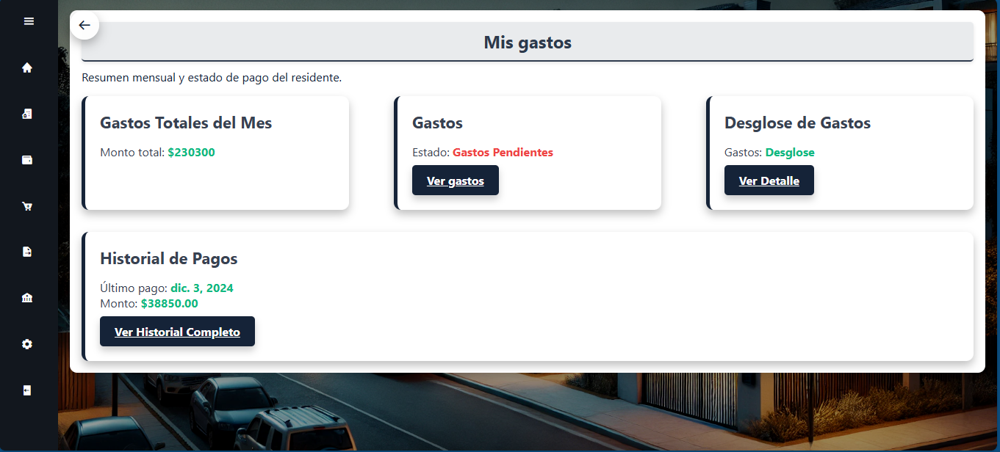 Mis gastos
Resumen mensual y estado de pago del residente.
Gastos Totales del Mes
Monto total: $230300
Gastos
Estado: Gastos Pendientes
Ver gastos
Desglose de Gastos
Gastos: Desglose
Ver Detalle
Historial de Pagos
Último pago: dic. 3, 2024
Monto: $38850.00
Ver Historial Completo